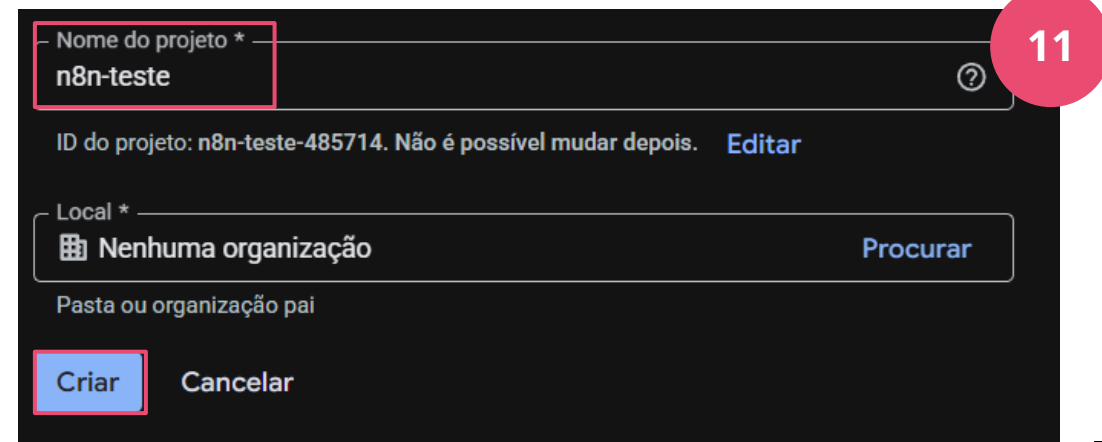 Nome do projeto *
11
n8n-teste
ID do projeto: n8n-teste-485714. Não é possível mudar depois. Editar
Local *
Nenhuma organização Procurar
Pasta ou organização pai
Criar Cancelar